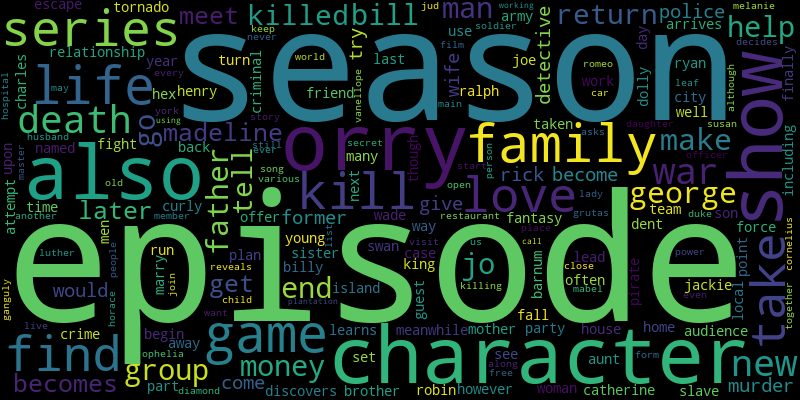 escape tornado meet killedbill man jud melanie keep working
series killed bill never army return police help
relationship turn criminal use try soldier arrives day
life season film detective
year every last joe decides
hospital charles friend world wife romeo ryan show
hex henry vanellope ralph work dolly leaf finally
may york main car city although
death go using madeline story orry taken asks daughter well
husband fight back still ever secret though family make susan
upon named many star person officer
master father tell song next rick become war including
also old various kill open love george
attempt time curly wade give lady team son
another later men offer former restaurant fantasy grutas duke force take
member list way place dent cornelius
luther run young swan visit us call lead power
episode plan sister case jo barnum point
people marry join reveals billy king killing close often jackie local together
ganguly would get end island guest pirate mabel even
horace child plantation fall
live begin want learns meanwhile mother party house home audience
find crime away game character
ophelia set see aunt form new
group money along
becomes part come discovers brother robin however free woman catherine slave murder
diamond